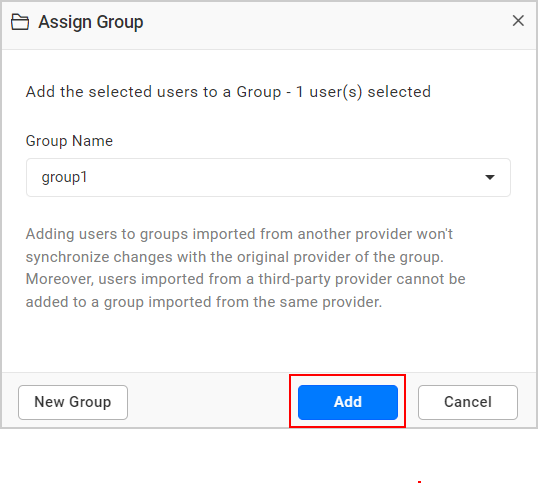 Assign Group
Add the selected users to a Group - 1 user(s) selected
Group Name
group1
Adding users to groups imported from another provider won't
synchronize changes with the original provider of the group.
Moreover, users imported from a third-party provider cannot be
added to a group imported from the same provider.
New Group
Add
Cancel